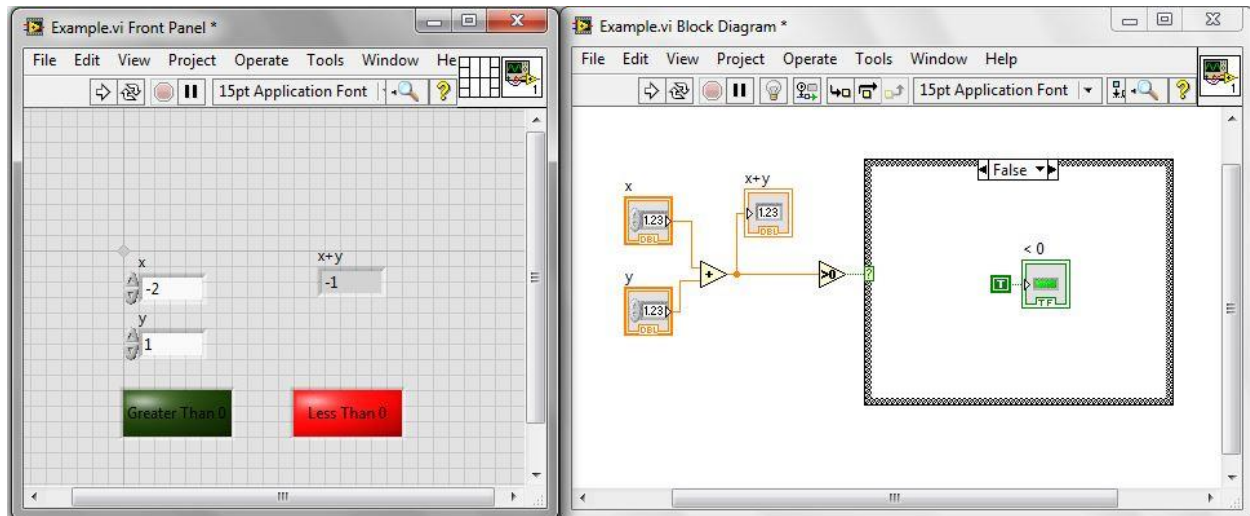 Example.vi Front Panel *
File Edit View Project Operate Tools Window He
15pt Application Font
1
x
-2
x+y
-1
y
1
Greater Than 0
Less Than 0
Example.vi Block Diagram *
File Edit View Project Operate Tools Window Help
15pt Application Font
1
False
x
1.23
DBL
x+y
1.23
DBL
y
1.23
DBL
+
>0
?
< 0
T
TF